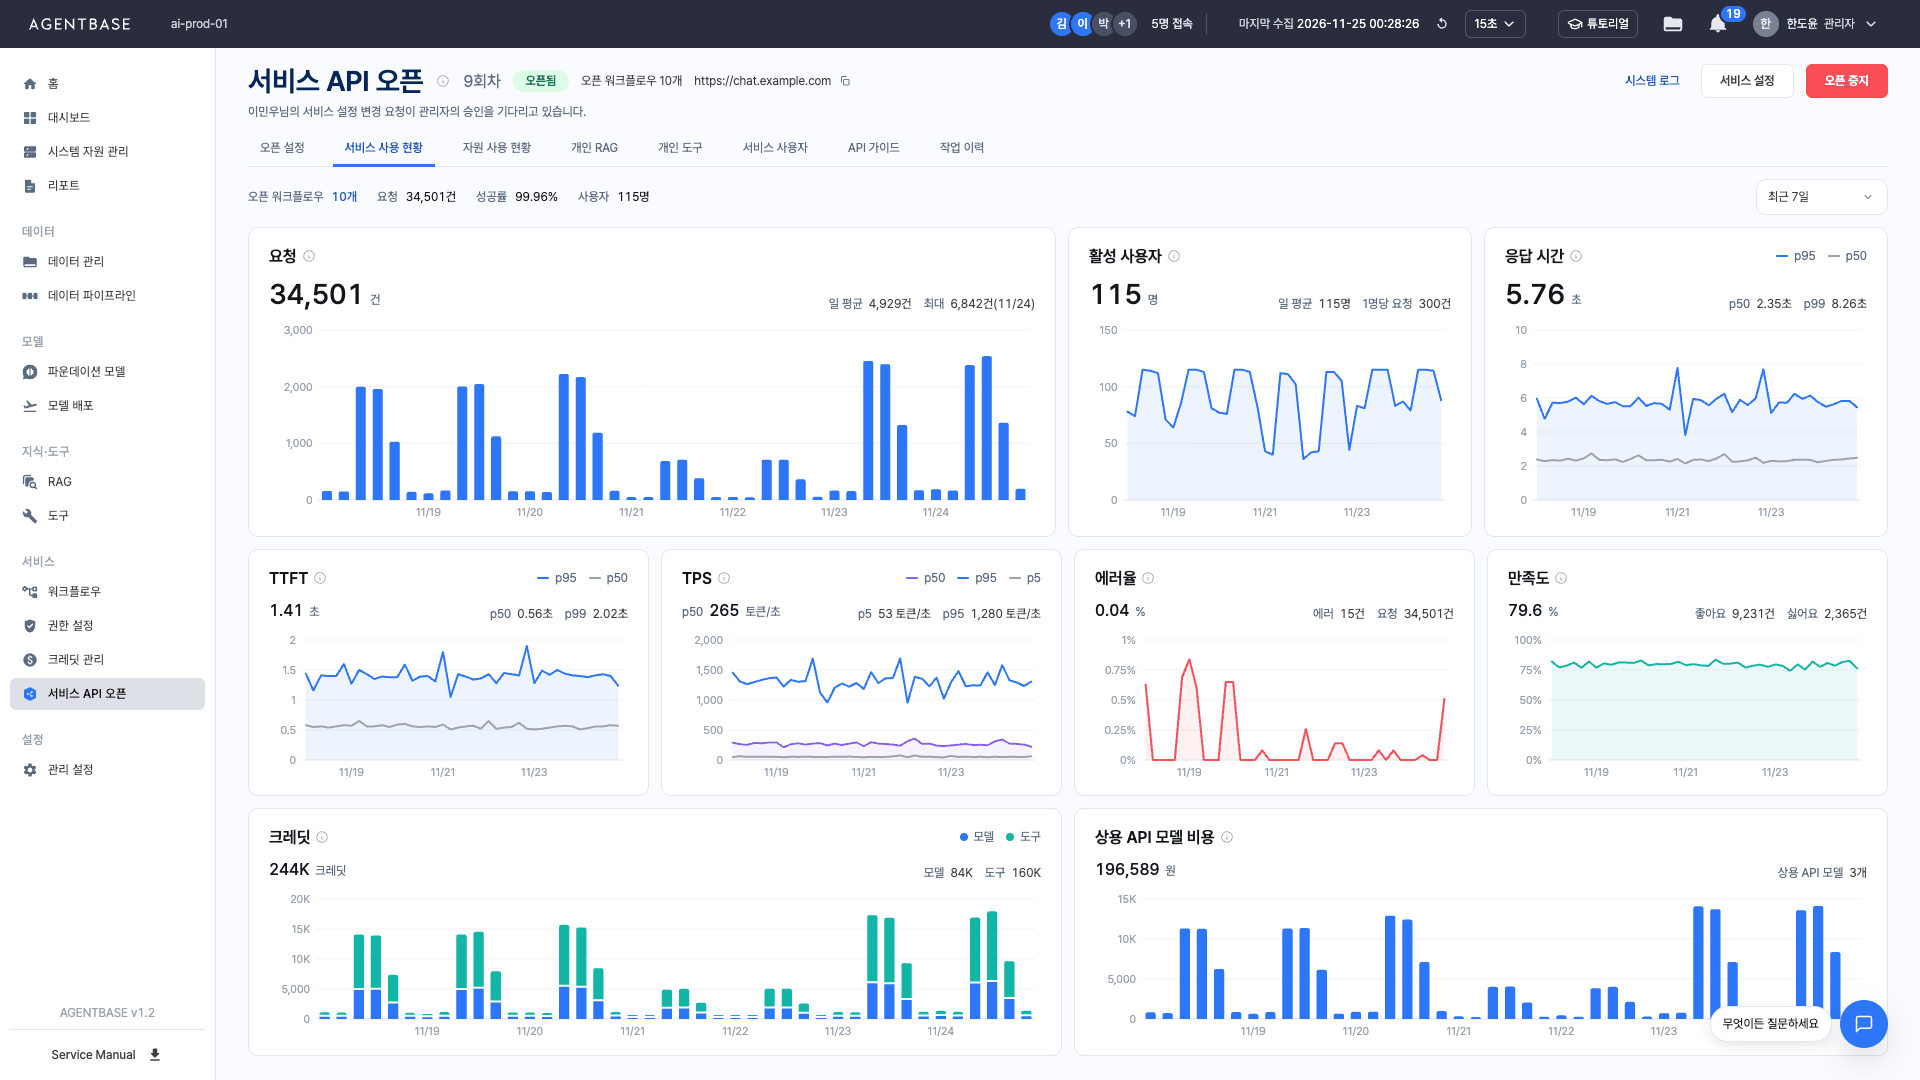 AGENTBASE
ai-prod-01
김 이 박 +1 5명 접속
마지막 수집 2026-11-25 00:28:26
15초
튜토리얼
19
한 한도윤 관리자
홈
대시보드
시스템 자원 관리
리포트
데이터
데이터 관리
데이터 파이프라인
모델
파운데이션 모델
모델 배포
지식·도구
RAG
도구
서비스
워크플로우
권한 설정
크레딧 관리
서비스 API 오픈
설정
관리 설정
AGENTBASE v1.2
Service Manual
서비스 API 오픈 9회차 오픈됨 오픈 워크플로우 10개 https://chat.example.com
시스템 로그 서비스 설정 오픈 중지
이민우님의 서비스 설정 변경 요청이 관리자의 승인을 기다리고 있습니다.
오픈 설정 서비스 사용 현황 자원 사용 현황 개인 RAG 개인 도구 서비스 사용자 API 가이드 작업 이력
오픈 워크플로우 10개 요청 34,501건 성공률 99.96% 사용자 115명
최근 7일
요청
34,501 건
일 평균 4,929건 최대 6,842건(11/24)
3,000
2,000
1,000
0
11/19 11/20 11/21 11/22 11/23 11/24
활성 사용자
115 명
일 평균 115명 1명당 요청 300건
150
100
50
0
11/19 11/21 11/23
응답 시간
p95 p50
5.76 초
p50 2.35초 p99 8.26초
10
8
6
4
2
0
11/19 11/21 11/23
TTFT
p95 p50
1.41 초
p50 0.56초 p99 2.02초
2
1.5
1
0.5
0
11/19 11/21 11/23
TPS
p50 p95 p5
p50 265 토큰/초
p5 53 토큰/초 p95 1,280 토큰/초
2,000
1,500
1,000
500
0
11/19 11/21 11/23
에러율
0.04 %
에러 15건 요청 34,501건
1%
0.75%
0.5%
0.25%
0%
11/19 11/21 11/23
만족도
79.6 %
좋아요 9,231건 싫어요 2,365건
100%
75%
50%
25%
0%
11/19 11/21 11/23
크레딧
모델 도구
244K 크레딧
모델 84K 도구 160K
20K
15K
10K
5,000
0
11/19 11/20 11/21 11/22 11/23 11/24
상용 API 모델 비용
196,589 원
상용 API 모델 3개
15K
10K
5,000
0
11/19 11/20 11/21 11/22 11/23
무엇이든 질문하세요